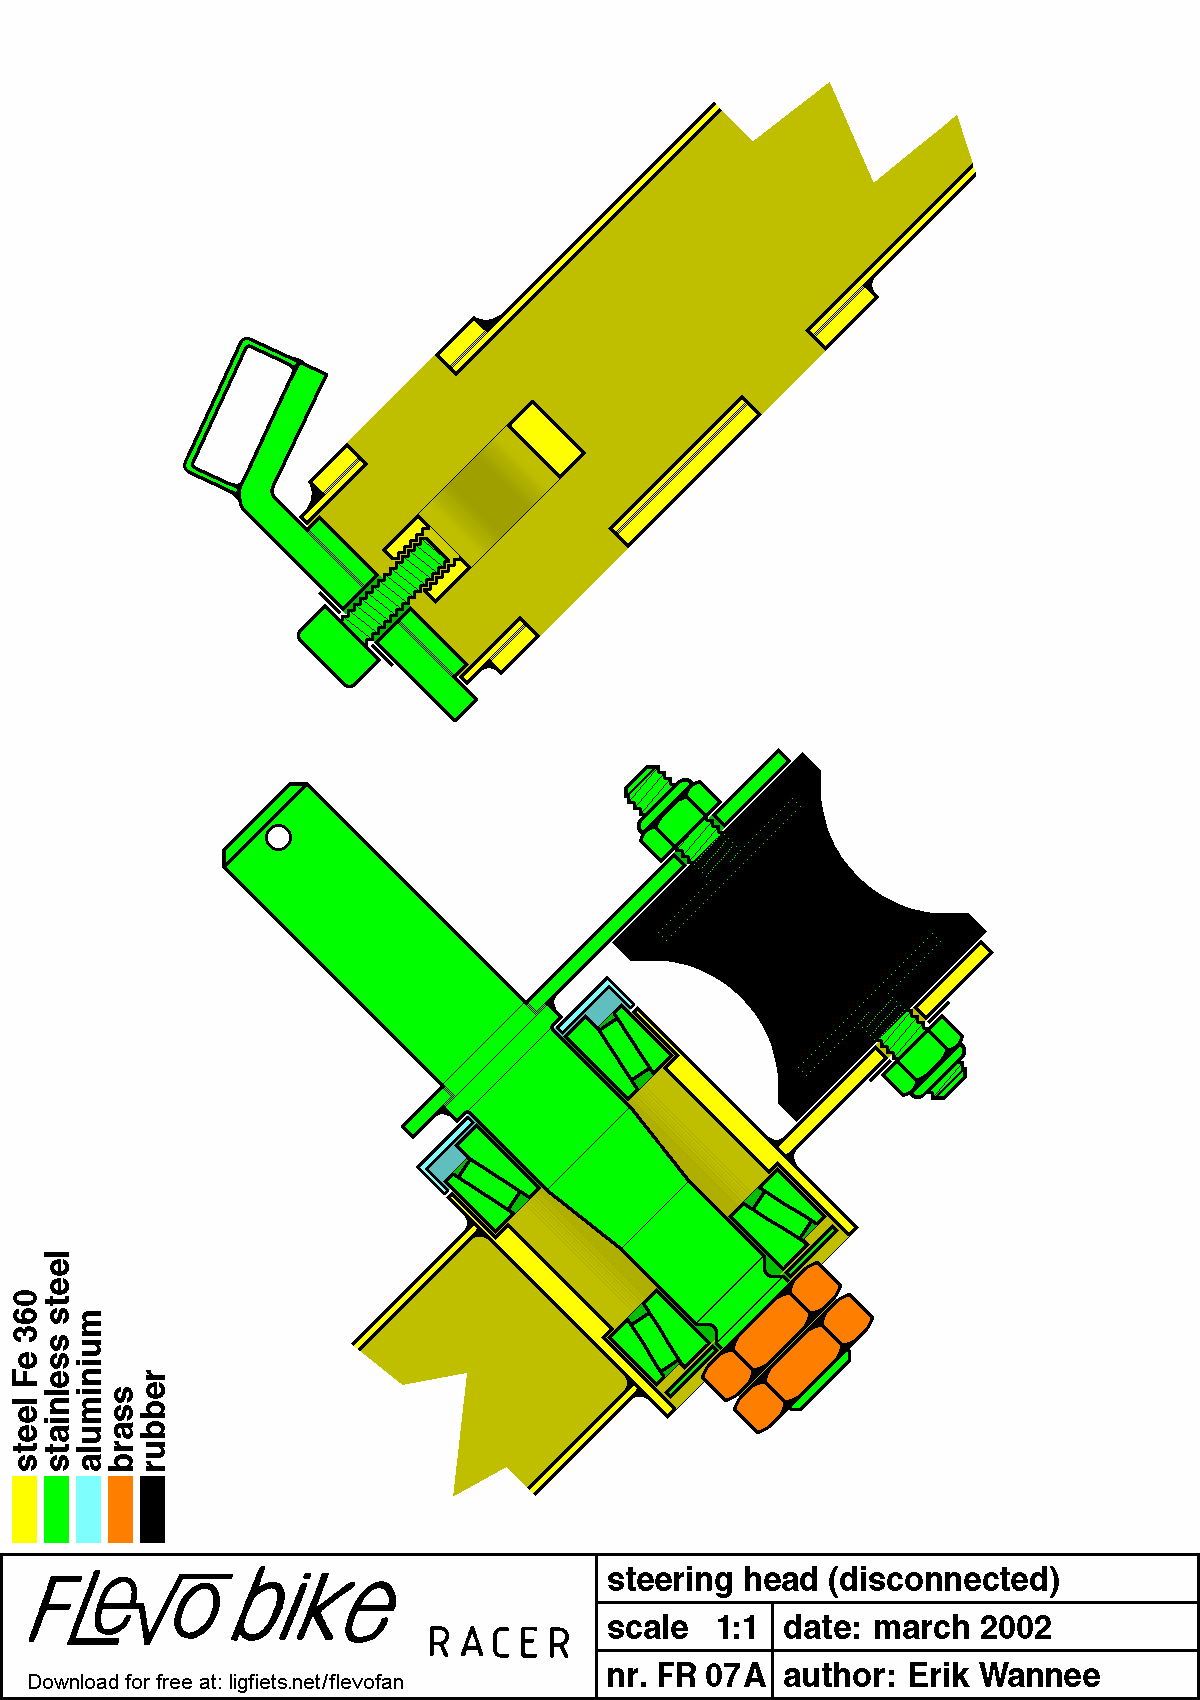 steel Fe 360
stainless steel
aluminium
brass
rubber
Flevo bike RACER
Download for free at: ligfiets.net/flevofan
steering head (disconnected)
scale 1:1
date: march 2002
nr. FR 07A
author: Erik Wannee